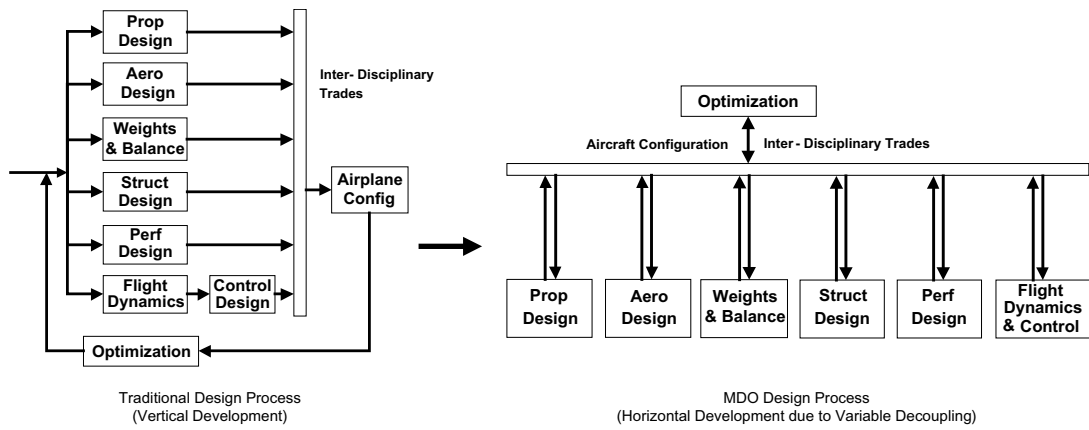 Prop
Design
Aero
Design
Weights
& Balance
Struct
Design
Perf
Design
Flight
Dynamics
Control
Design
Inter- Disciplinary
Trades
Airplane
Config
Optimization
Traditional Design Process
(Vertical Development)
Optimization
Aircraft Configuration
Inter - Disciplinary Trades
Prop
Design
Aero
Design
Weights
& Balance
Struct
Design
Perf
Design
Flight
Dynamics
& Control
MDO Design Process
(Horizontal Development due to Variable Decoupling)